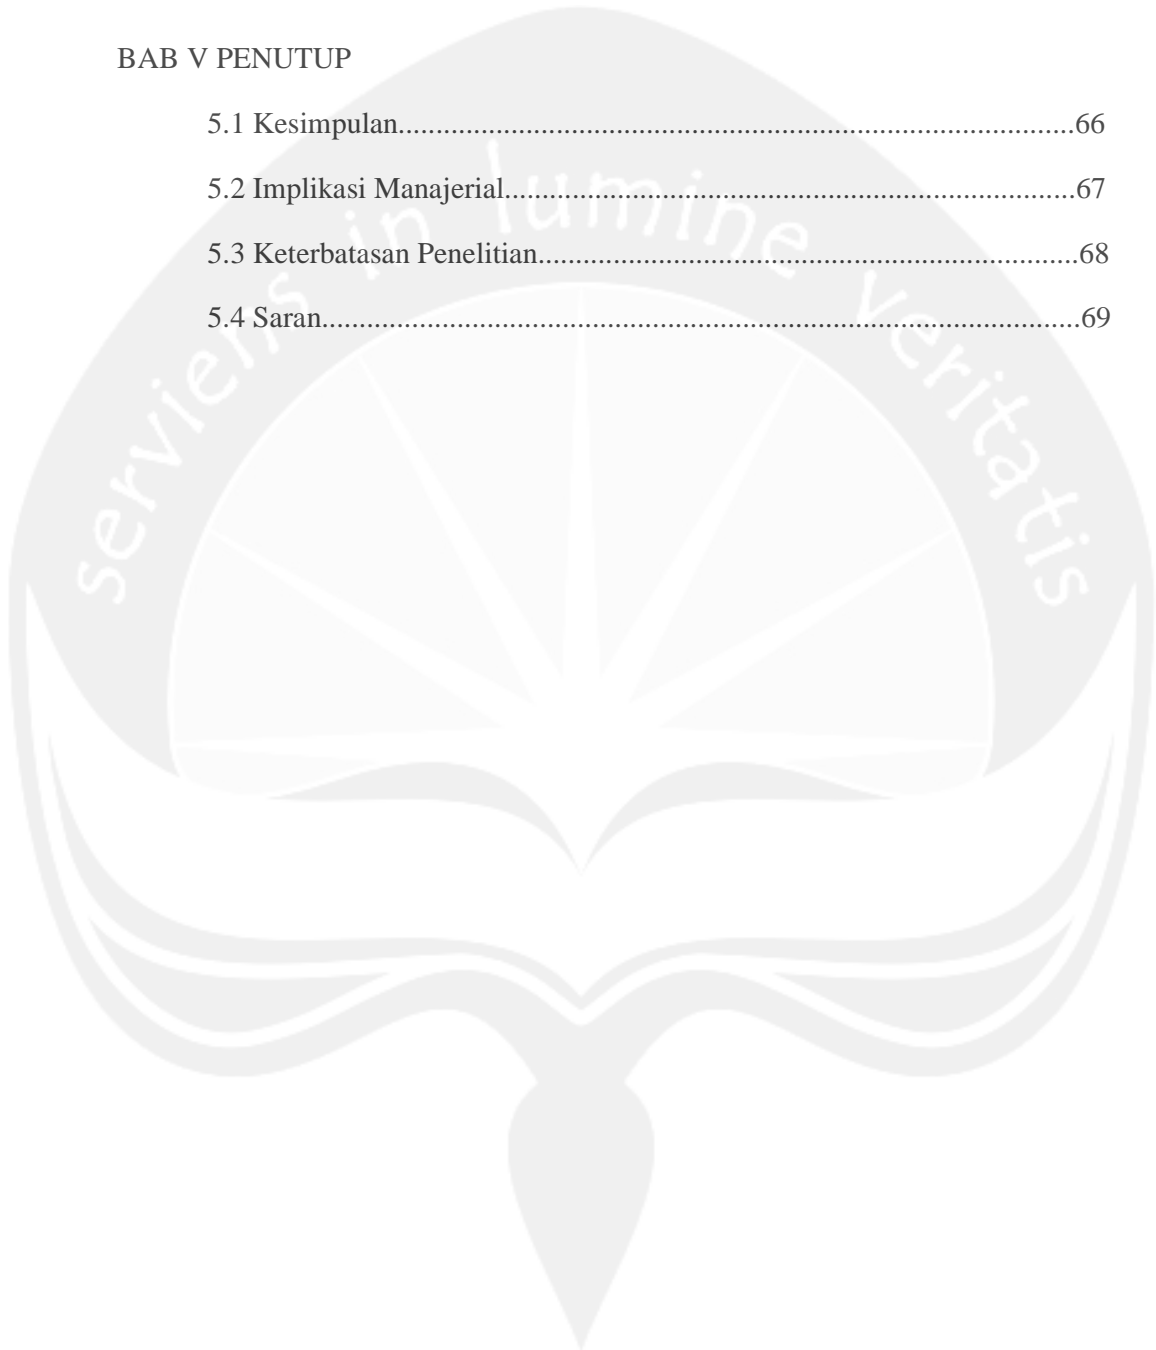 BAB V PENUTUP
5.1 Kesimpulan..........................................................................................66
5.2 Implikasi Manajerial............................................................................67
5.3 Keterbatasan Penelitian........................................................................68
5.4 Saran.....................................................................................................69
serviens in lumine veritatis